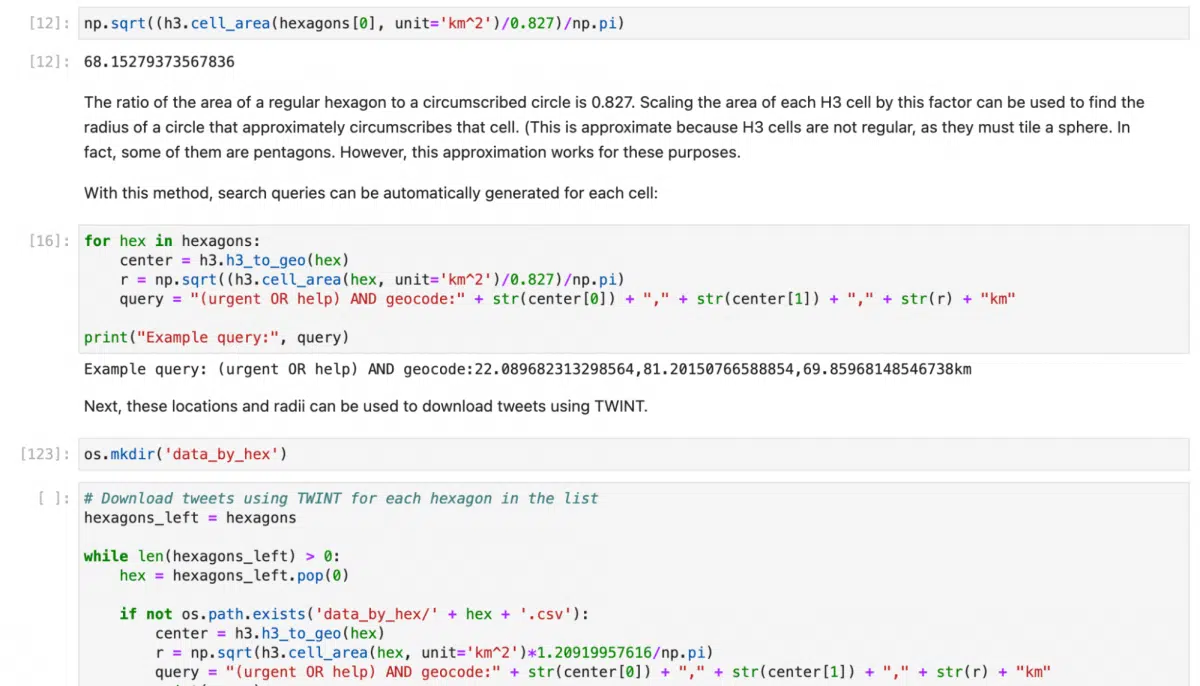 [12]: np.sqrt((h3.cell_area(hexagons[0], unit='km^2')/0.827)/np.pi)
[12]: 68.15279373567836
The ratio of the area of a regular hexagon to a circumscribed circle is 0.827. Scaling the area of each H3 cell by this factor can be used to find the
radius of a circle that approximately circumscribes that cell. (This is approximate because H3 cells are not regular, as they must tile a sphere. In
fact, some of them are pentagons. However, this approximation works for these purposes.
With this method, search queries can be automatically generated for each cell:
[16]: for hex in hexagons:
    center = h3.h3_to_geo(hex)
    r = np.sqrt((h3.cell_area(hex, unit='km^2')/0.827)/np.pi)
    query = "(urgent OR help) AND geocode:" + str(center[0]) + "," + str(center[1]) + "," + str(r) + "km"
print("Example query:", query)
Example query: (urgent OR help) AND geocode:22.089682313298564,81.20150766588854,69.85968148546738km
Next, these locations and radii can be used to download tweets using TWINT.
[123]: os.mkdir('data_by_hex')
[ ]: # Download tweets using TWINT for each hexagon in the list
hexagons_left = hexagons
while len(hexagons_left) > 0:
    hex = hexagons_left.pop(0)
    if not os.path.exists('data_by_hex/' + hex + '.csv'):
        center = h3.h3_to_geo(hex)
        r = np.sqrt(h3.cell_area(hex, unit='km^2')*1.20919957616/np.pi)
        query = "(urgent OR help) AND geocode:" + str(center[0]) + "," + str(center[1]) + "," + str(r) + "km"